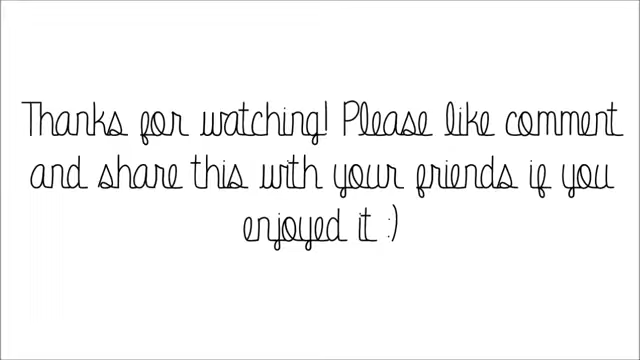 Thanks for watching! Please like comment
and share this with your friends if you
enjoyed it :)